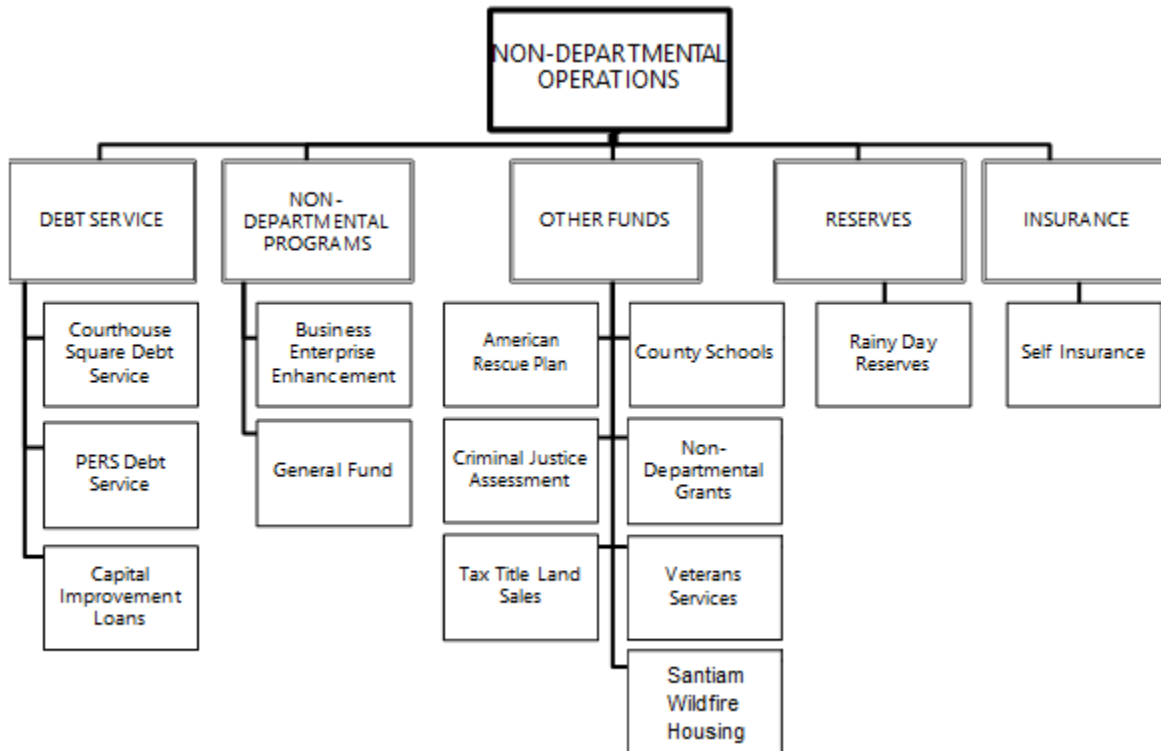 NON-DEPARTMENTAL
OPERATIONS
DEBT SERVICE
NON-
DEPARTMENTAL
PROGRAMS
OTHER FUNDS
RESERVES
INSURANCE
Courthouse
Square Debt
Service
PERS Debt
Service
Capital
Improvement
Loans
Business
Enterprise
Enhancement
General Fund
American
Rescue Plan
County Schools
Criminal Justice
Assessment
Non-
Departmental
Grants
Tax Title Land
Sales
Veterans
Services
Santiam
Wildfire
Housing
Rainy Day
Reserves
Self Insurance